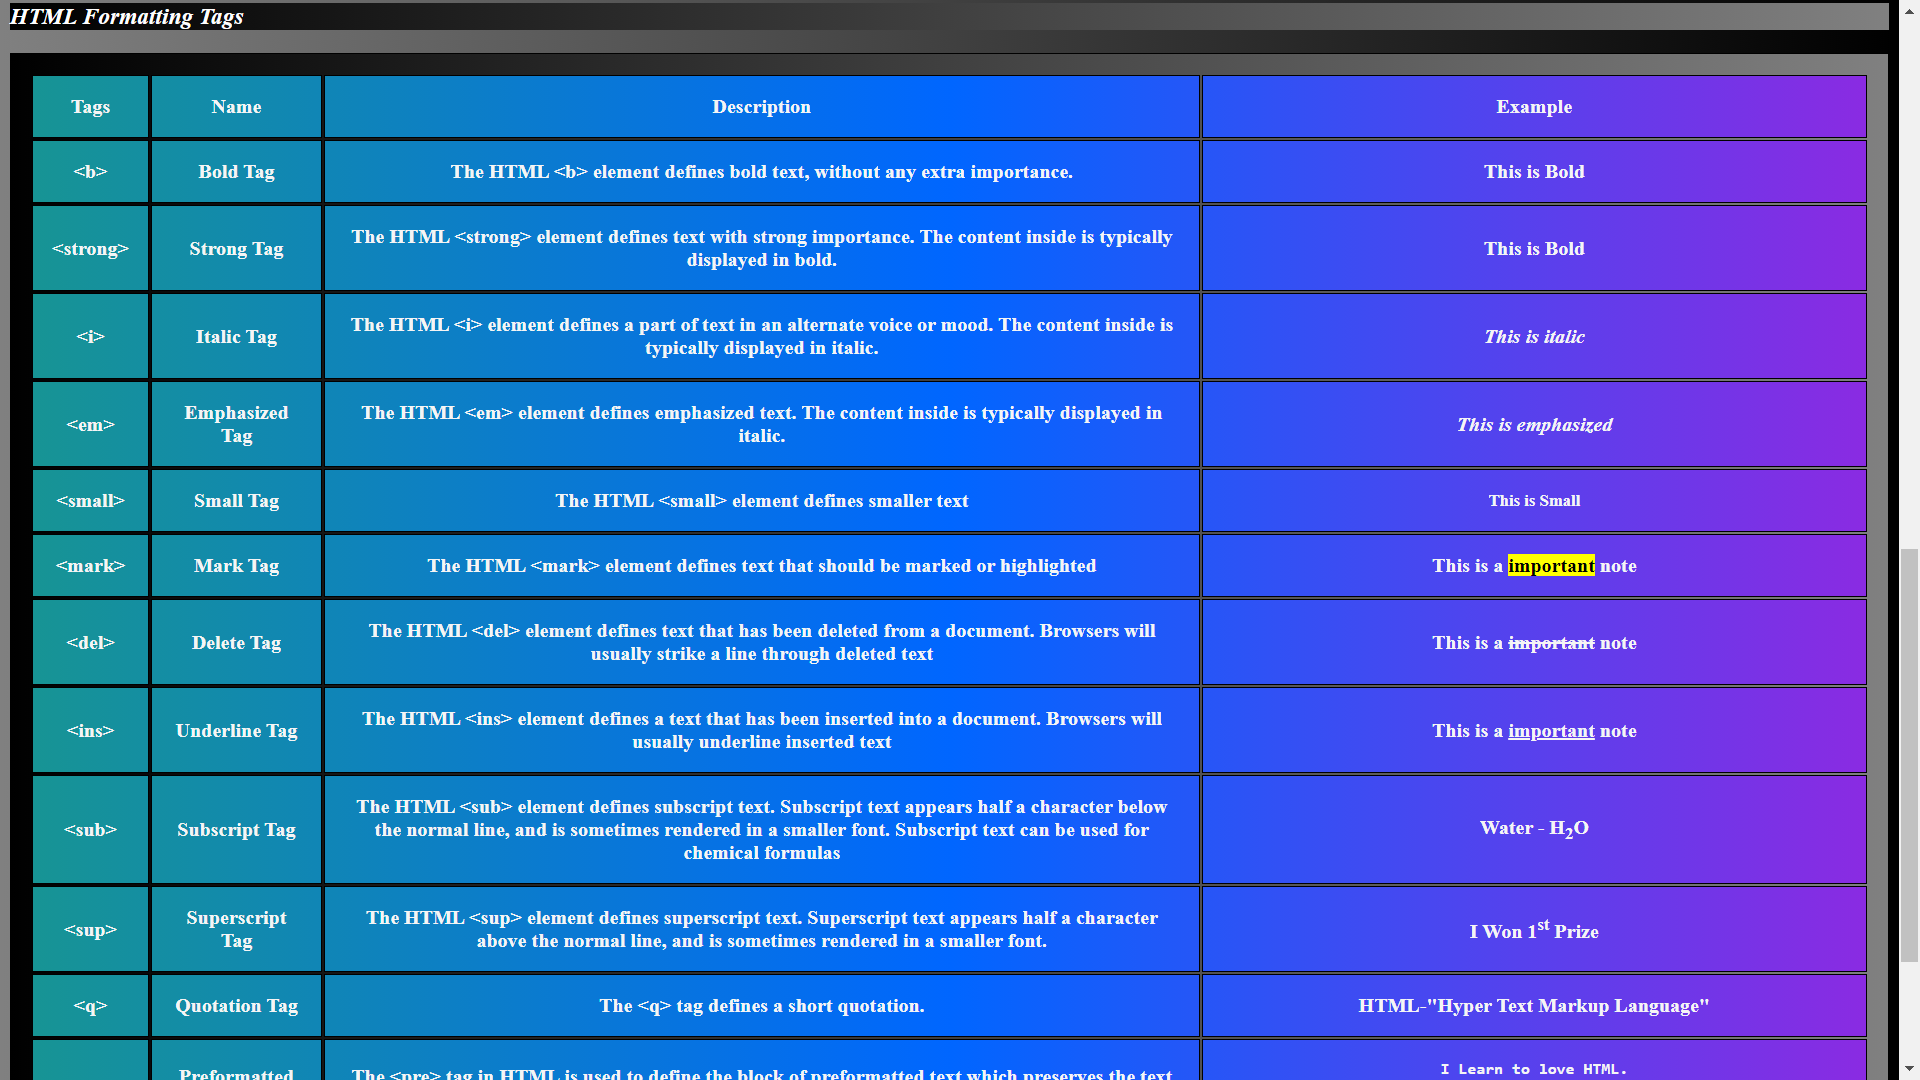 HTML Formatting Tags
Tags Name Description Example
<b> Bold Tag The HTML <b> element defines bold text, without any extra importance. This is Bold
<strong> Strong Tag The HTML <strong> element defines text with strong importance. The content inside is typically
displayed in bold. This is Bold
<i> Italic Tag The HTML <i> element defines a part of text in an alternate voice or mood. The content inside is
typically displayed in italic. This is italic
<em> Emphasized
Tag The HTML <em> element defines emphasized text. The content inside is typically displayed in
italic. This is emphasized
<small> Small Tag The HTML <small> element defines smaller text This is Small
<mark> Mark Tag The HTML <mark> element defines text that should be marked or highlighted This is a important note
<del> Delete Tag The HTML <del> element defines text that has been deleted from a document. Browsers will
usually strike a line through deleted text This is a important note
<ins> Underline Tag The HTML <ins> element defines a text that has been inserted into a document. Browsers will
usually underline inserted text This is a important note
<sub> Subscript Tag The HTML <sub> element defines subscript text. Subscript text appears half a character below
the normal line, and is sometimes rendered in a smaller font. Subscript text can be used for
chemical formulas Water - H₂O
<sup> Superscript
Tag The HTML <sup> element defines superscript text. Superscript text appears half a character
above the normal line, and is sometimes rendered in a smaller font. I Won 1st Prize
<q> Quotation Tag The <q> tag defines a short quotation. HTML-"Hyper Text Markup Language"
Preformatted The <pre> tag in HTML is used to define the block of preformatted text which preserves the text I Learn to love HTML.